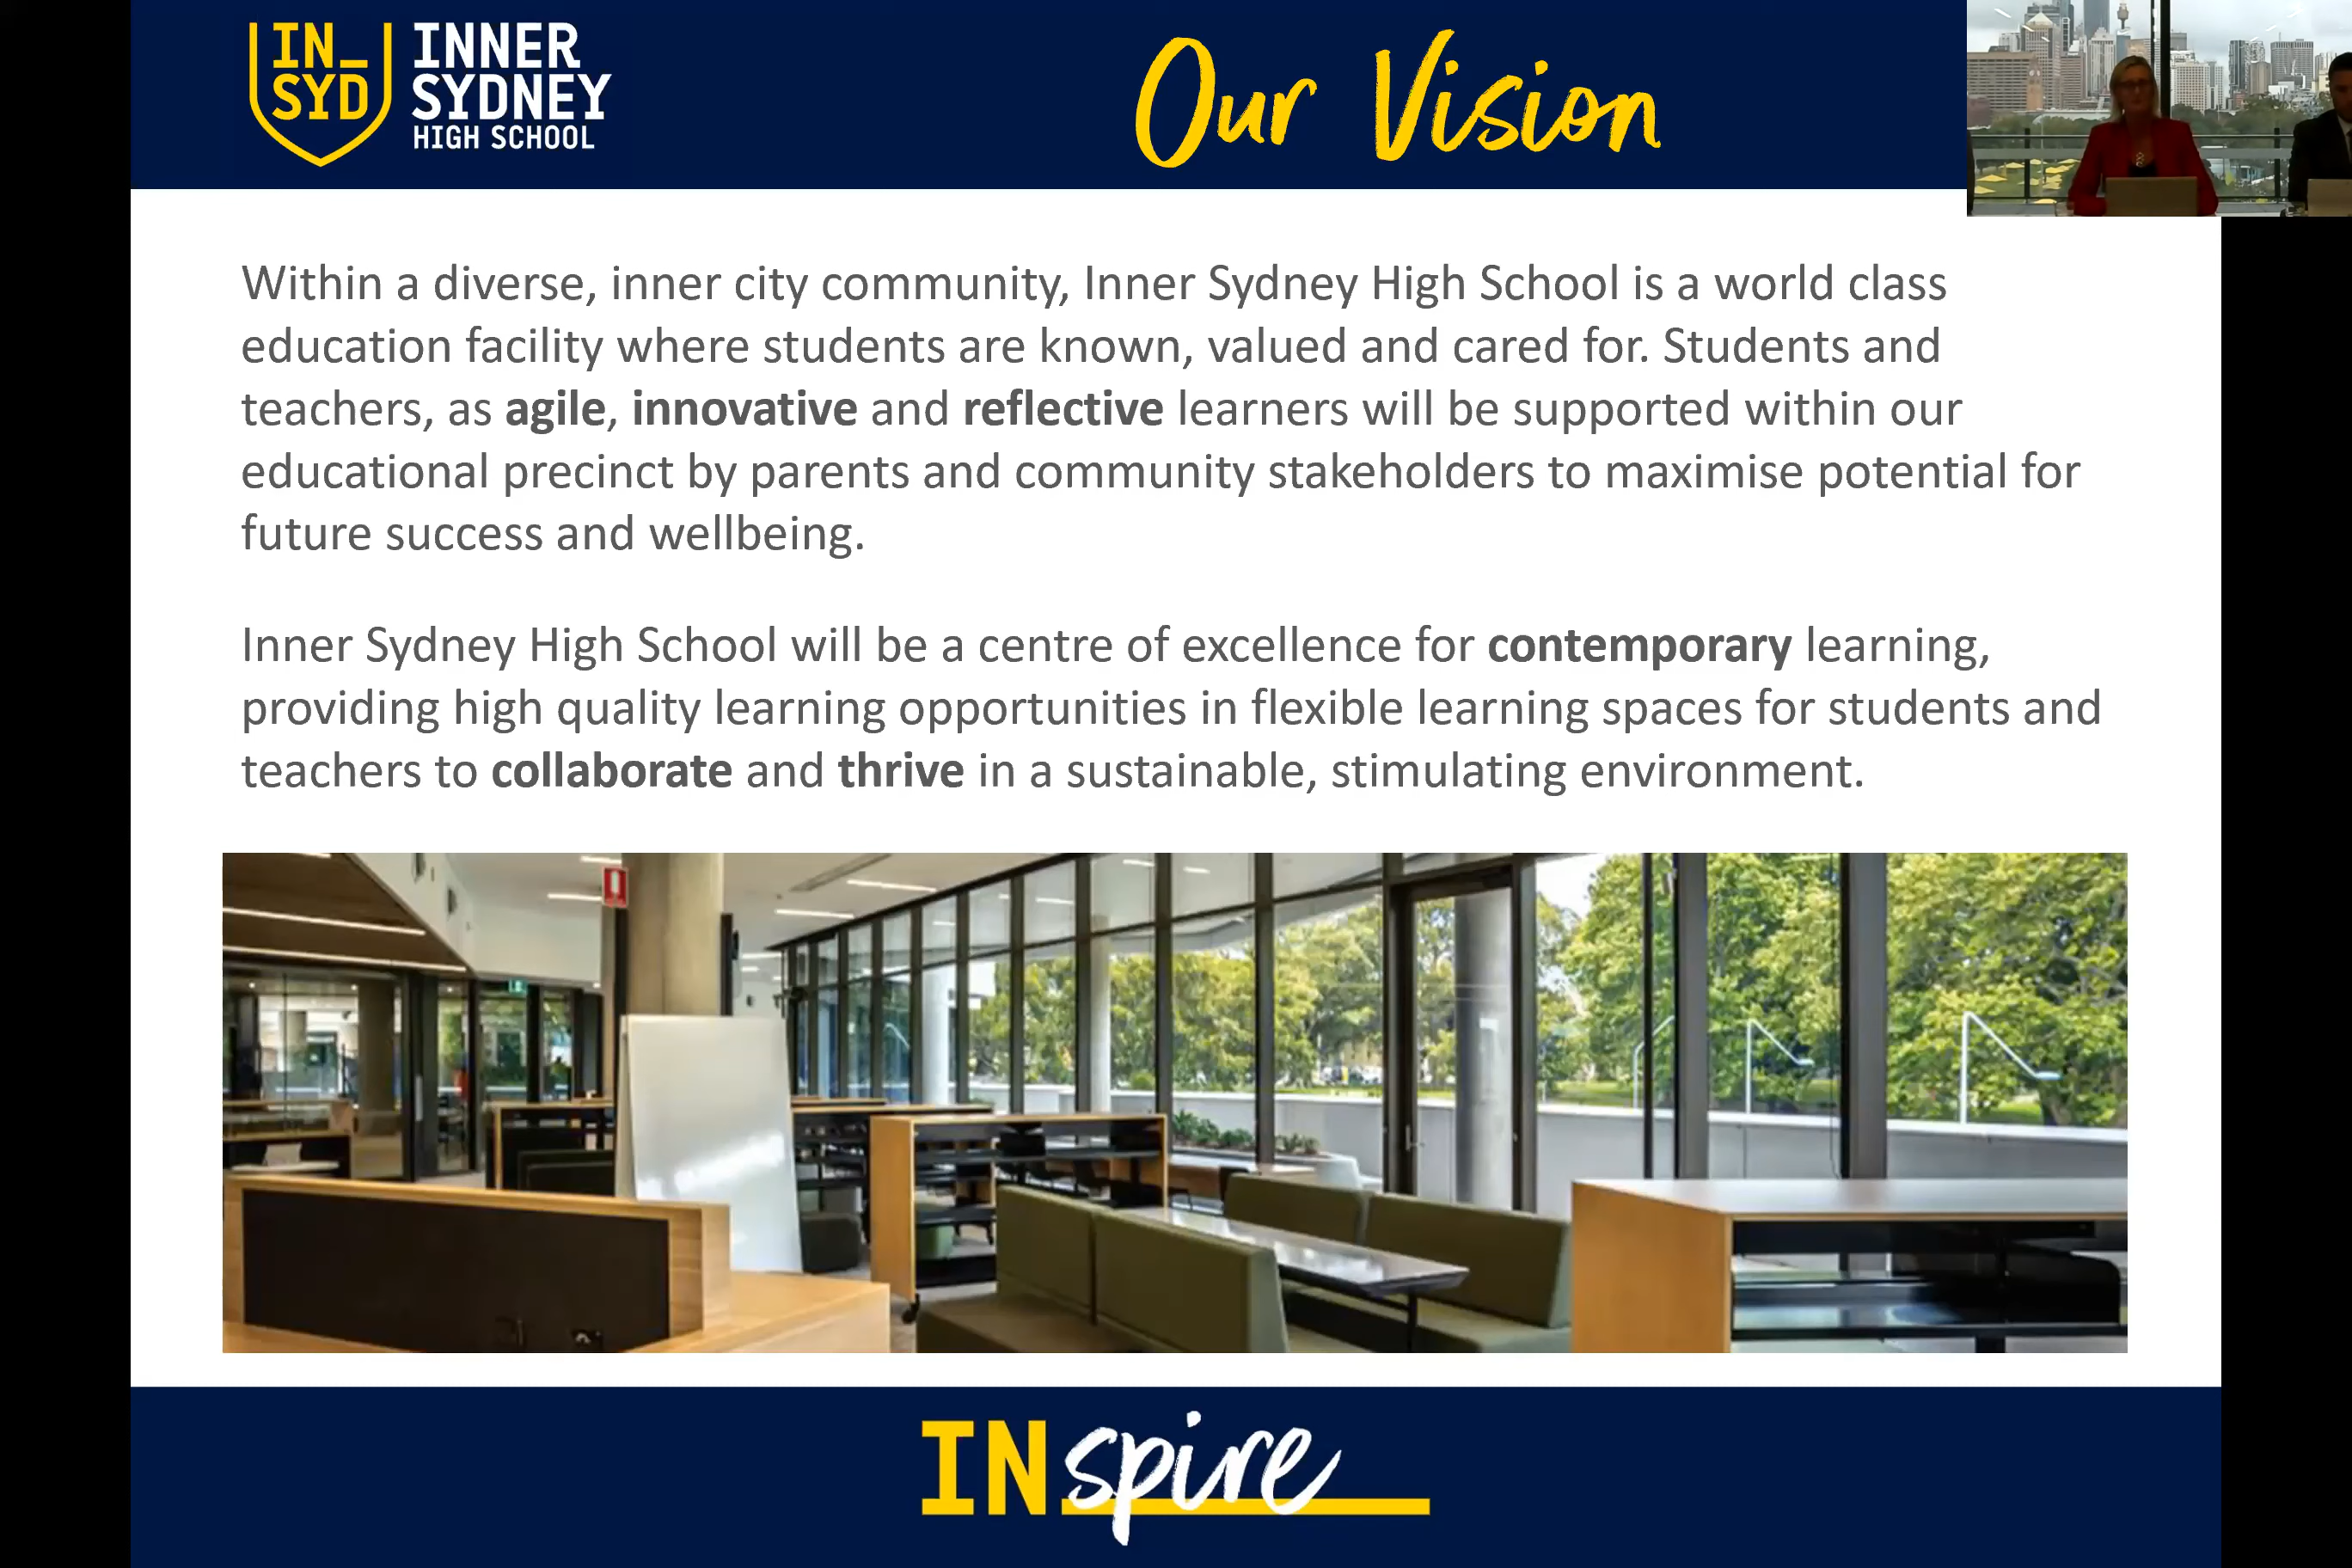 IN_
SYD
INNER
SYDNEY
HIGH SCHOOL
Our Vision
Within a diverse, inner city community, Inner Sydney High School is a world class
education facility where students are known, valued and cared for. Students and
teachers, as agile, innovative and reflective learners will be supported within our
educational precinct by parents and community stakeholders to maximise potential for
future success and wellbeing.
Inner Sydney High School will be a centre of excellence for contemporary learning,
providing high quality learning opportunities in flexible learning spaces for students and
teachers to collaborate and thrive in a sustainable, stimulating environment.
INspire